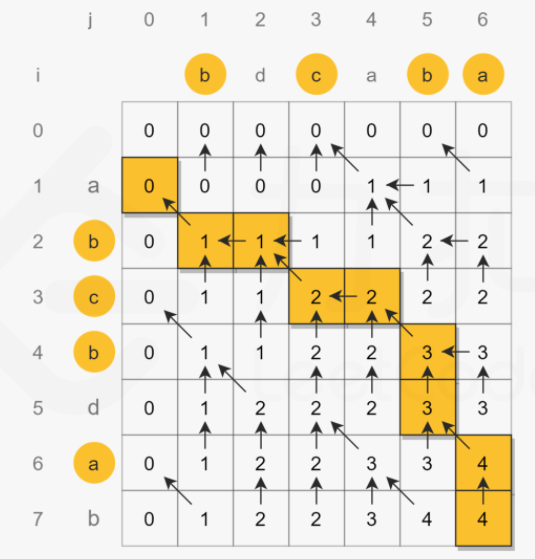 j 0 1 2 3 4 5 6
i b d c a b a
0 0 0 0 0 0 0 0
1 a 0 0 0 0 1 1 1
2 b 0 1 1 1 1 2 2
3 c 0 1 1 2 2 2 2
4 b 0 1 1 2 2 3 3
5 d 0 1 2 2 2 3 3
6 a 0 1 2 2 3 3 4
7 b 0 1 2 2 3 4 4